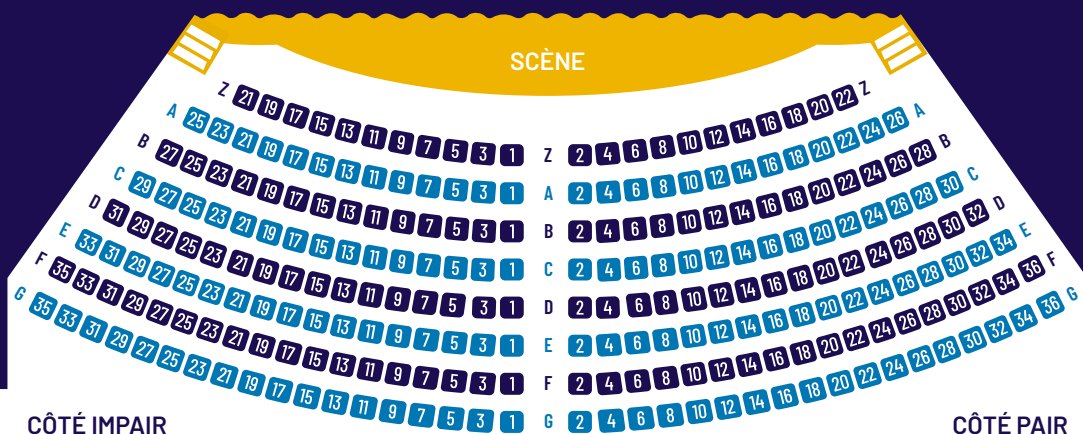 SCÈNE
Z 21 19 17 15 13 11 9 7 5 3 1 Z 2 4 6 8 10 12 14 16 18 20 22 Z
A 25 23 21 19 17 15 13 11 9 7 5 3 1 A 2 4 6 8 10 12 14 16 18 20 22 24 26 A
B 27 25 23 21 19 17 15 13 11 9 7 5 3 1 B 2 4 6 8 10 12 14 16 18 20 22 24 26 28 B
C 29 27 25 23 21 19 17 15 13 11 9 7 5 3 1 C 2 4 6 8 10 12 14 16 18 20 22 24 26 28 30 C
D 31 29 27 25 23 21 19 17 15 13 11 9 7 5 3 1 D 2 4 6 8 10 12 14 16 18 20 22 24 26 28 30 32 D
E 33 31 29 27 25 23 21 19 17 15 13 11 9 7 5 3 1 E 2 4 6 8 10 12 14 16 18 20 22 24 26 28 30 32 34 E
F 35 33 31 29 27 25 23 21 19 17 15 13 11 9 7 5 3 1 F 2 4 6 8 10 12 14 16 18 20 22 24 26 28 30 32 34 36 F
G 35 33 31 29 27 25 23 21 19 17 15 13 11 9 7 5 3 1 G 2 4 6 8 10 12 14 16 18 20 22 24 26 28 30 32 34 36 G
CÔTÉ IMPAIR
CÔTÉ PAIR